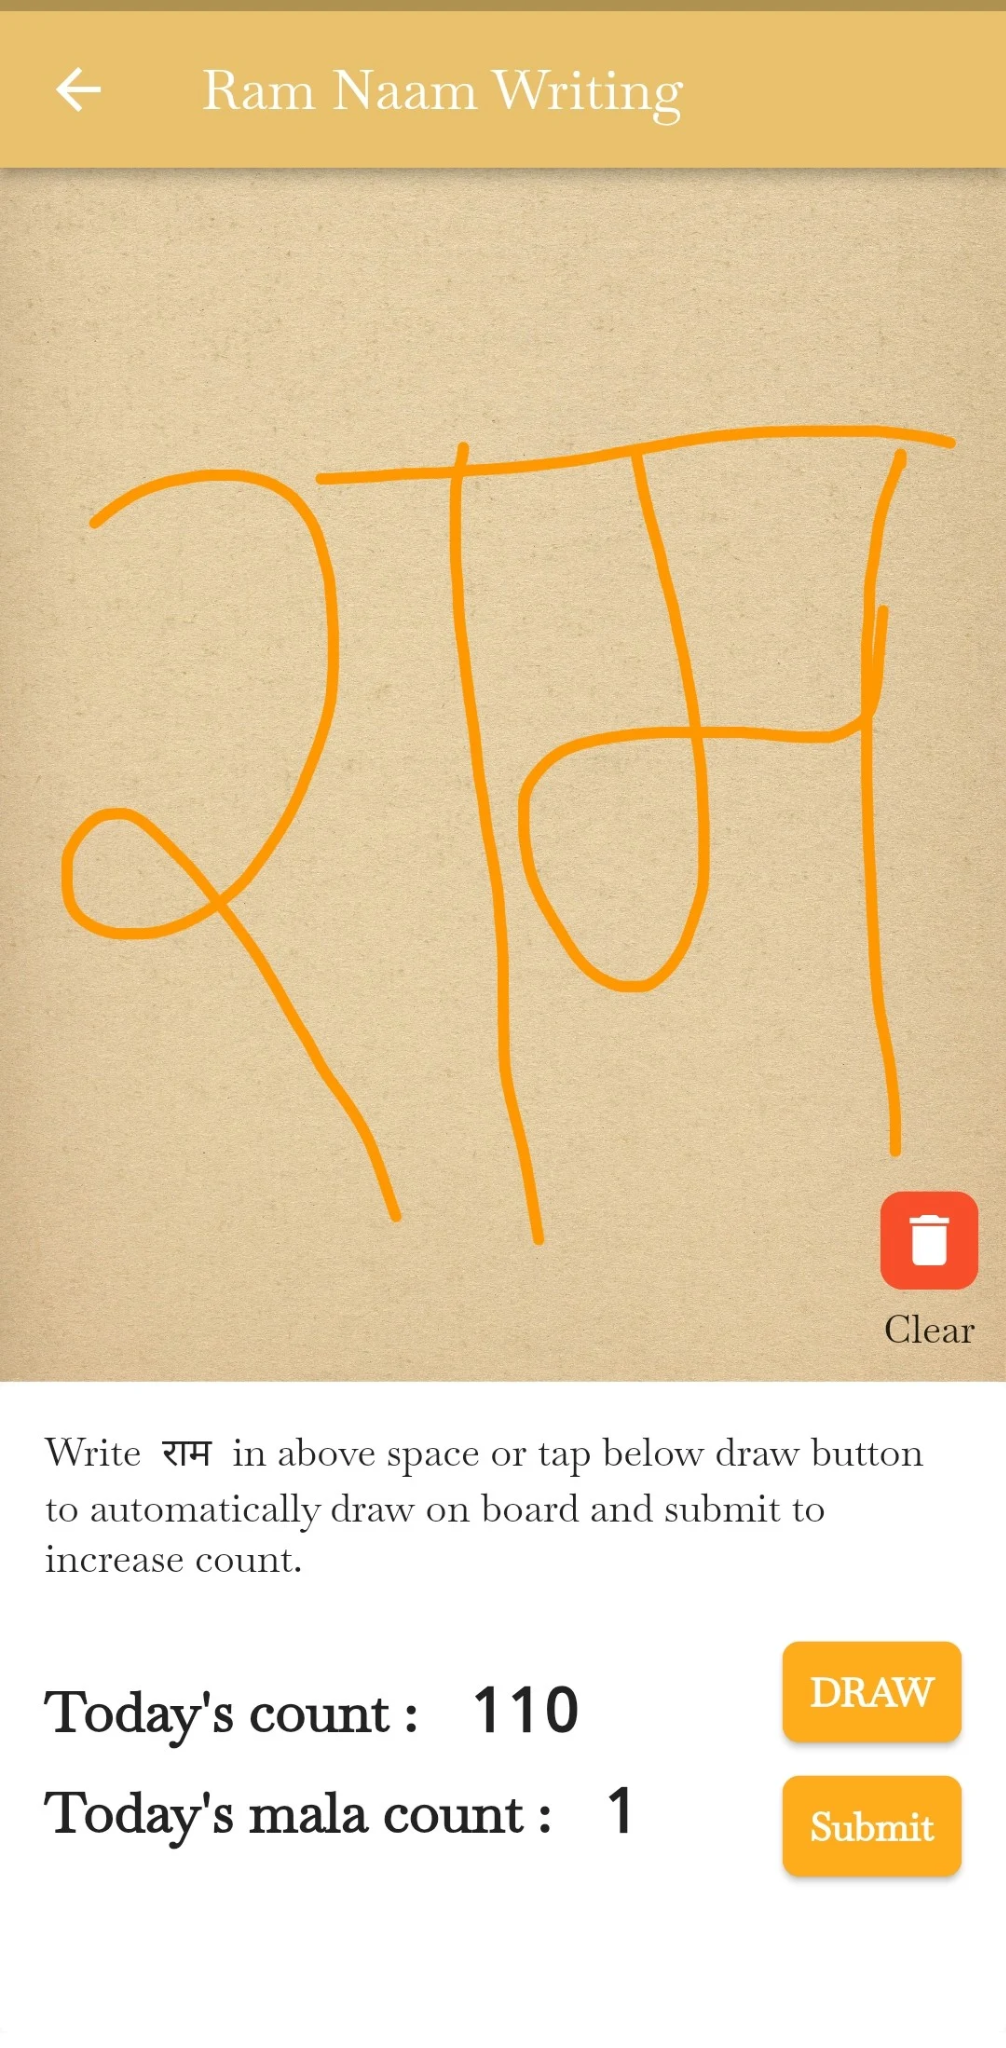 Ram Naam Writing
राम
Clear
Write राम in above space or tap below draw button
to automatically draw on board and submit to
increase count.
DRAW
Today's count : 110
Today's mala count : 1
Submit